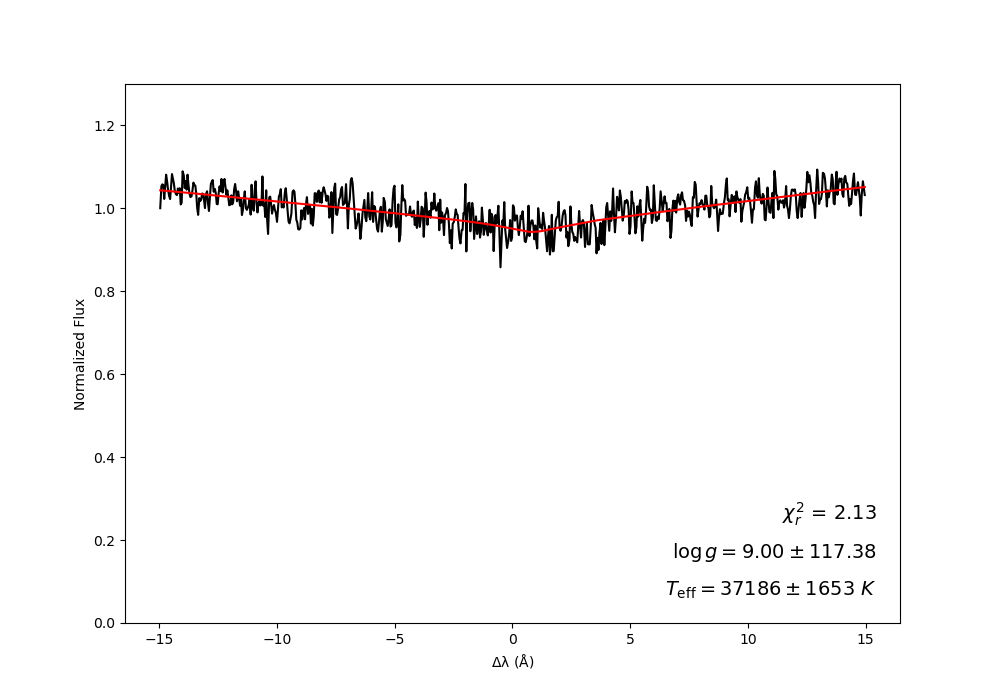 1.2
1.0
0.8
0.6
0.4
0.2
0.0
Normalized Flux
χ²ᵣ = 2.13
log g = 9.00 ± 117.38
T_eff = 37186 ± 1653 K
−15 −10 −5 0 5 10 15
Δλ (Å)